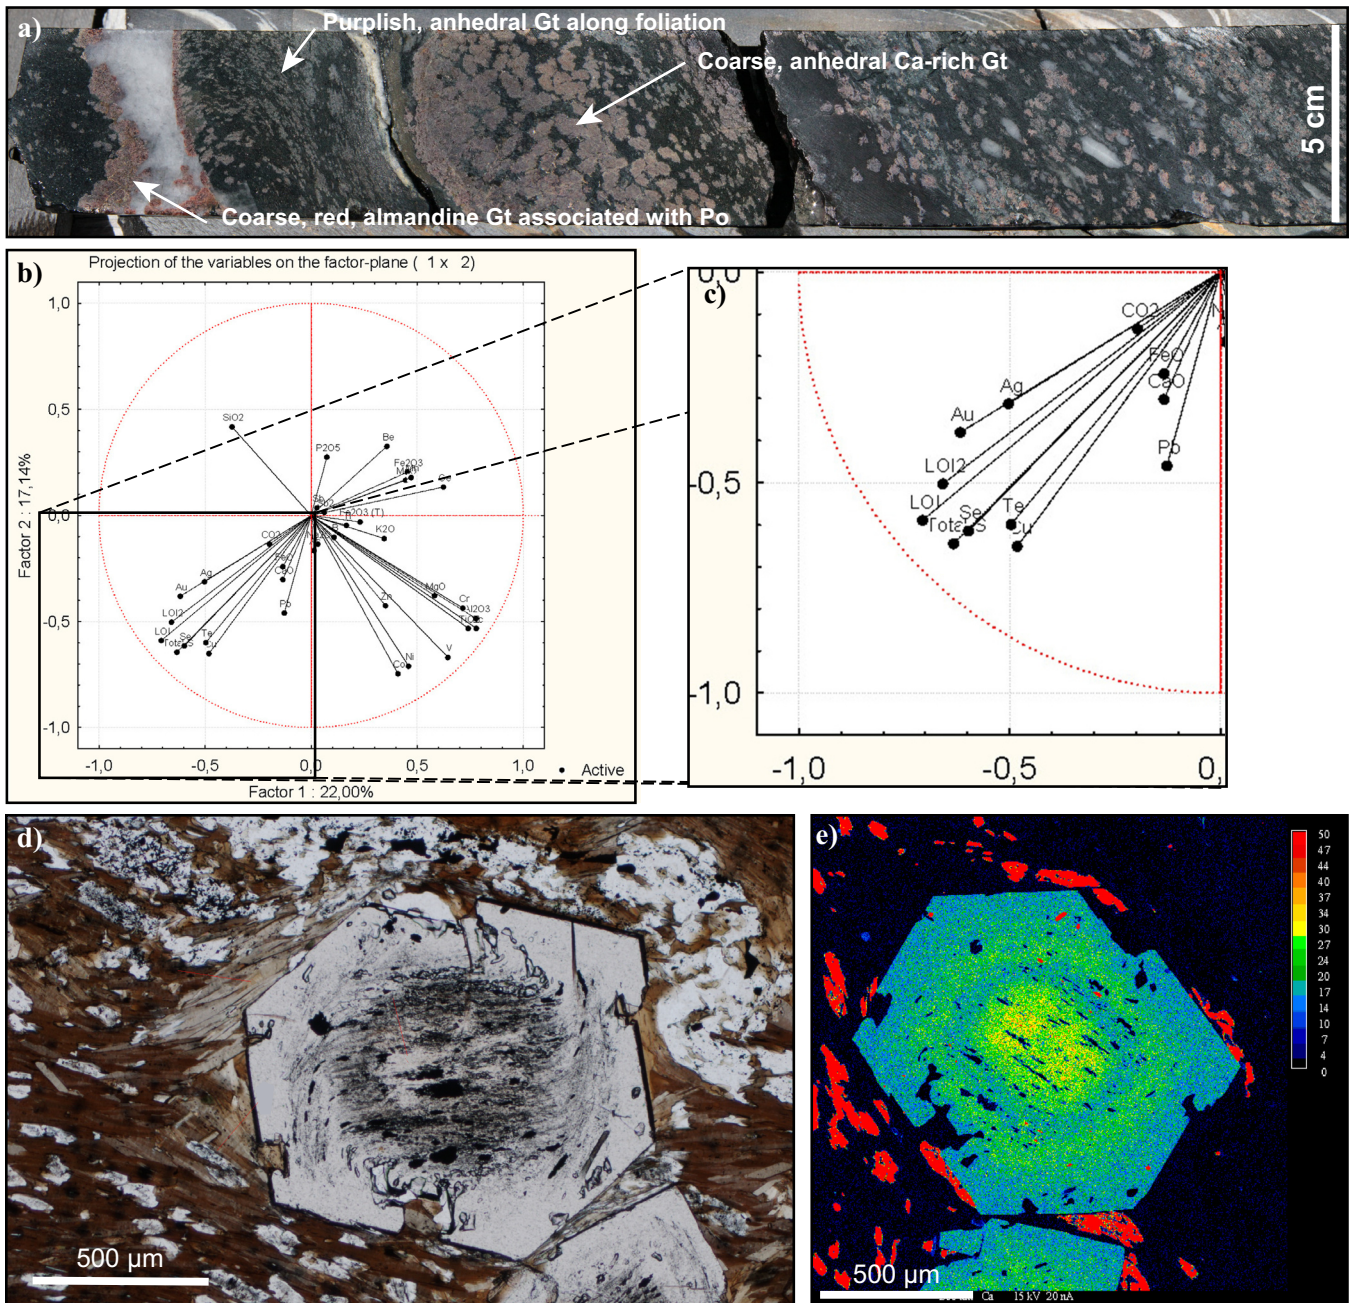 a)
Purplish, anhedral Gt along foliation
Coarse, anhedral Ca-rich Gt
5 cm
Coarse, red, almandine Gt associated with Po
b)
Projection of the variables on the factor-plane ( 1 x 2)
1,0
0,5
0,0
-0,5
-1,0
-1,0
-0,5
0,0
0,5
1,0
Factor 2 : 17,14%
Factor 1 : 22,00%
Active
SiO2
P2O5
Be
Fe2O3
Fe2O3 (T)
K2O
CO2
FeO
CaO
Ag
Au
Pb
LOI2
LOI
Total S
Se
Te
Cu
Zn
MgO
Cr
Al2O3
V
Ni
Co
c)
0,0
-0,5
-1,0
-1,0
-0,5
0,
CO2
FeO
CaO
Ag
Au
Pb
LOI2
LOI
Total S
Se
Te
Cu
d)
500 µm
e)
50
47
44
40
37
34
30
27
24
20
17
14
10
7
4
0
500 µm
Ca 15 kV 20 nA